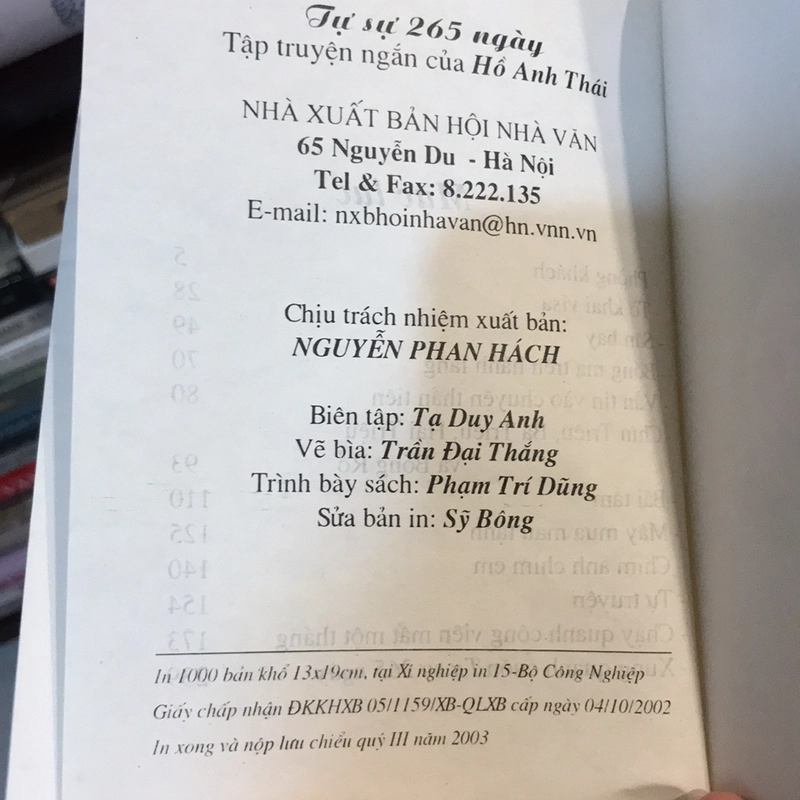 Tự sự 265 ngày
Tập truyện ngắn của Hồ Anh Thái
NHÀ XUẤT BẢN HỘI NHÀ VĂN
65 Nguyễn Du - Hà Nội
Tel & Fax: 8.222.135
E-mail: nxbhoinhavan@hn.vnn.vn
Chịu trách nhiệm xuất bản:
NGUYỄN PHAN HÁCH
Biên tập: Tạ Duy Anh
Vẽ bìa: Trần Đại Thắng
Trình bày sách: Phạm Trí Dũng
Sửa bản in: Sỹ Bông
In 1000 bản khổ 13x19cm, tại Xí nghiệp in 15-Bộ Công Nghiệp
Giấy chấp nhận ĐKKHXB 05/1159/XB-QLXB cấp ngày 04/10/2002
In xong và nộp lưu chiểu quý III năm 2003